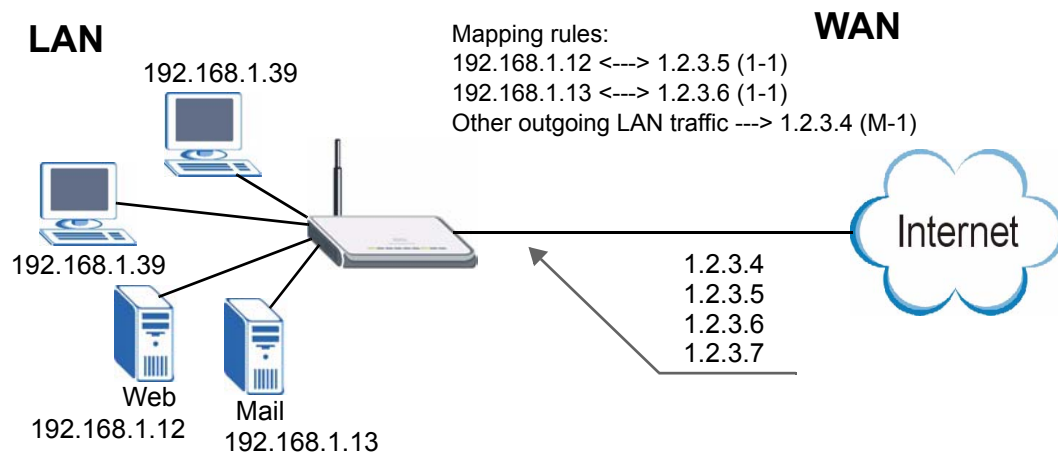 LAN
WAN
Mapping rules:
192.168.1.12 <---> 1.2.3.5 (1-1)
192.168.1.13 <---> 1.2.3.6 (1-1)
Other outgoing LAN traffic ---> 1.2.3.4 (M-1)
192.168.1.39
192.168.1.39
Web
192.168.1.12
Mail
192.168.1.13
1.2.3.4
1.2.3.5
1.2.3.6
1.2.3.7
Internet